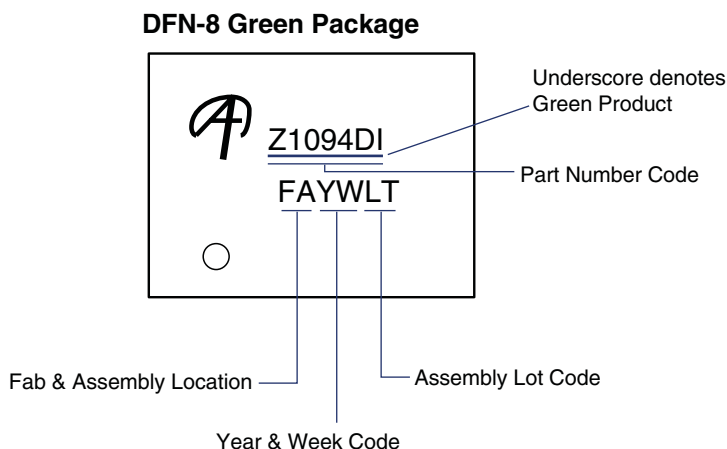 DFN-8 Green Package
Underscore denotes
Green Product
Z1094DI
Part Number Code
FAYWLT
Fab & Assembly Location
Assembly Lot Code
Year & Week Code